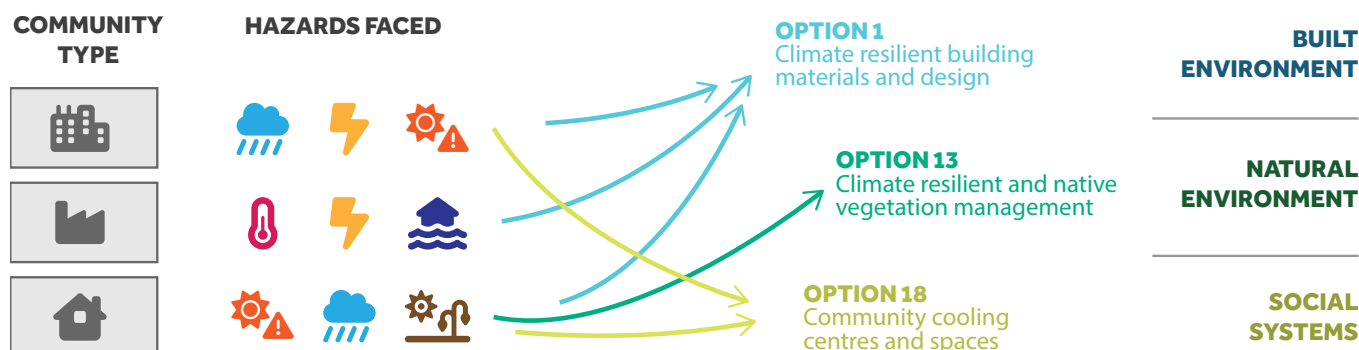 COMMUNITY
TYPE
HAZARDS FACED
OPTION 1
Climate resilient building
materials and design
BUILT
ENVIRONMENT
OPTION 13
Climate resilient and native
vegetation management
NATURAL
ENVIRONMENT
OPTION 18
Community cooling
centres and spaces
SOCIAL
SYSTEMS